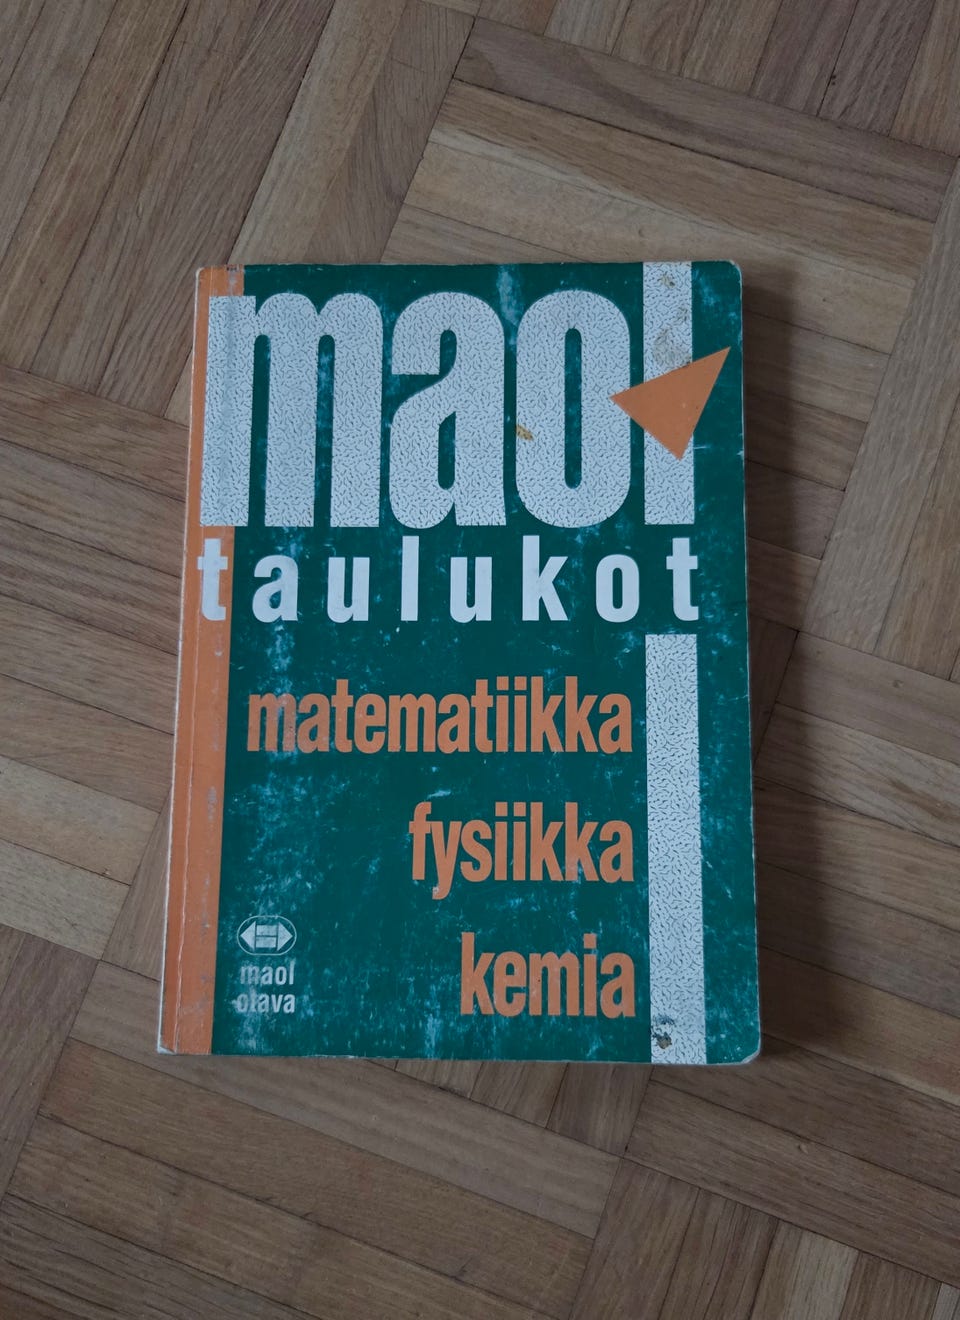 maol
taulukot
matematiikka
fysiikka
kemia
maol
otava